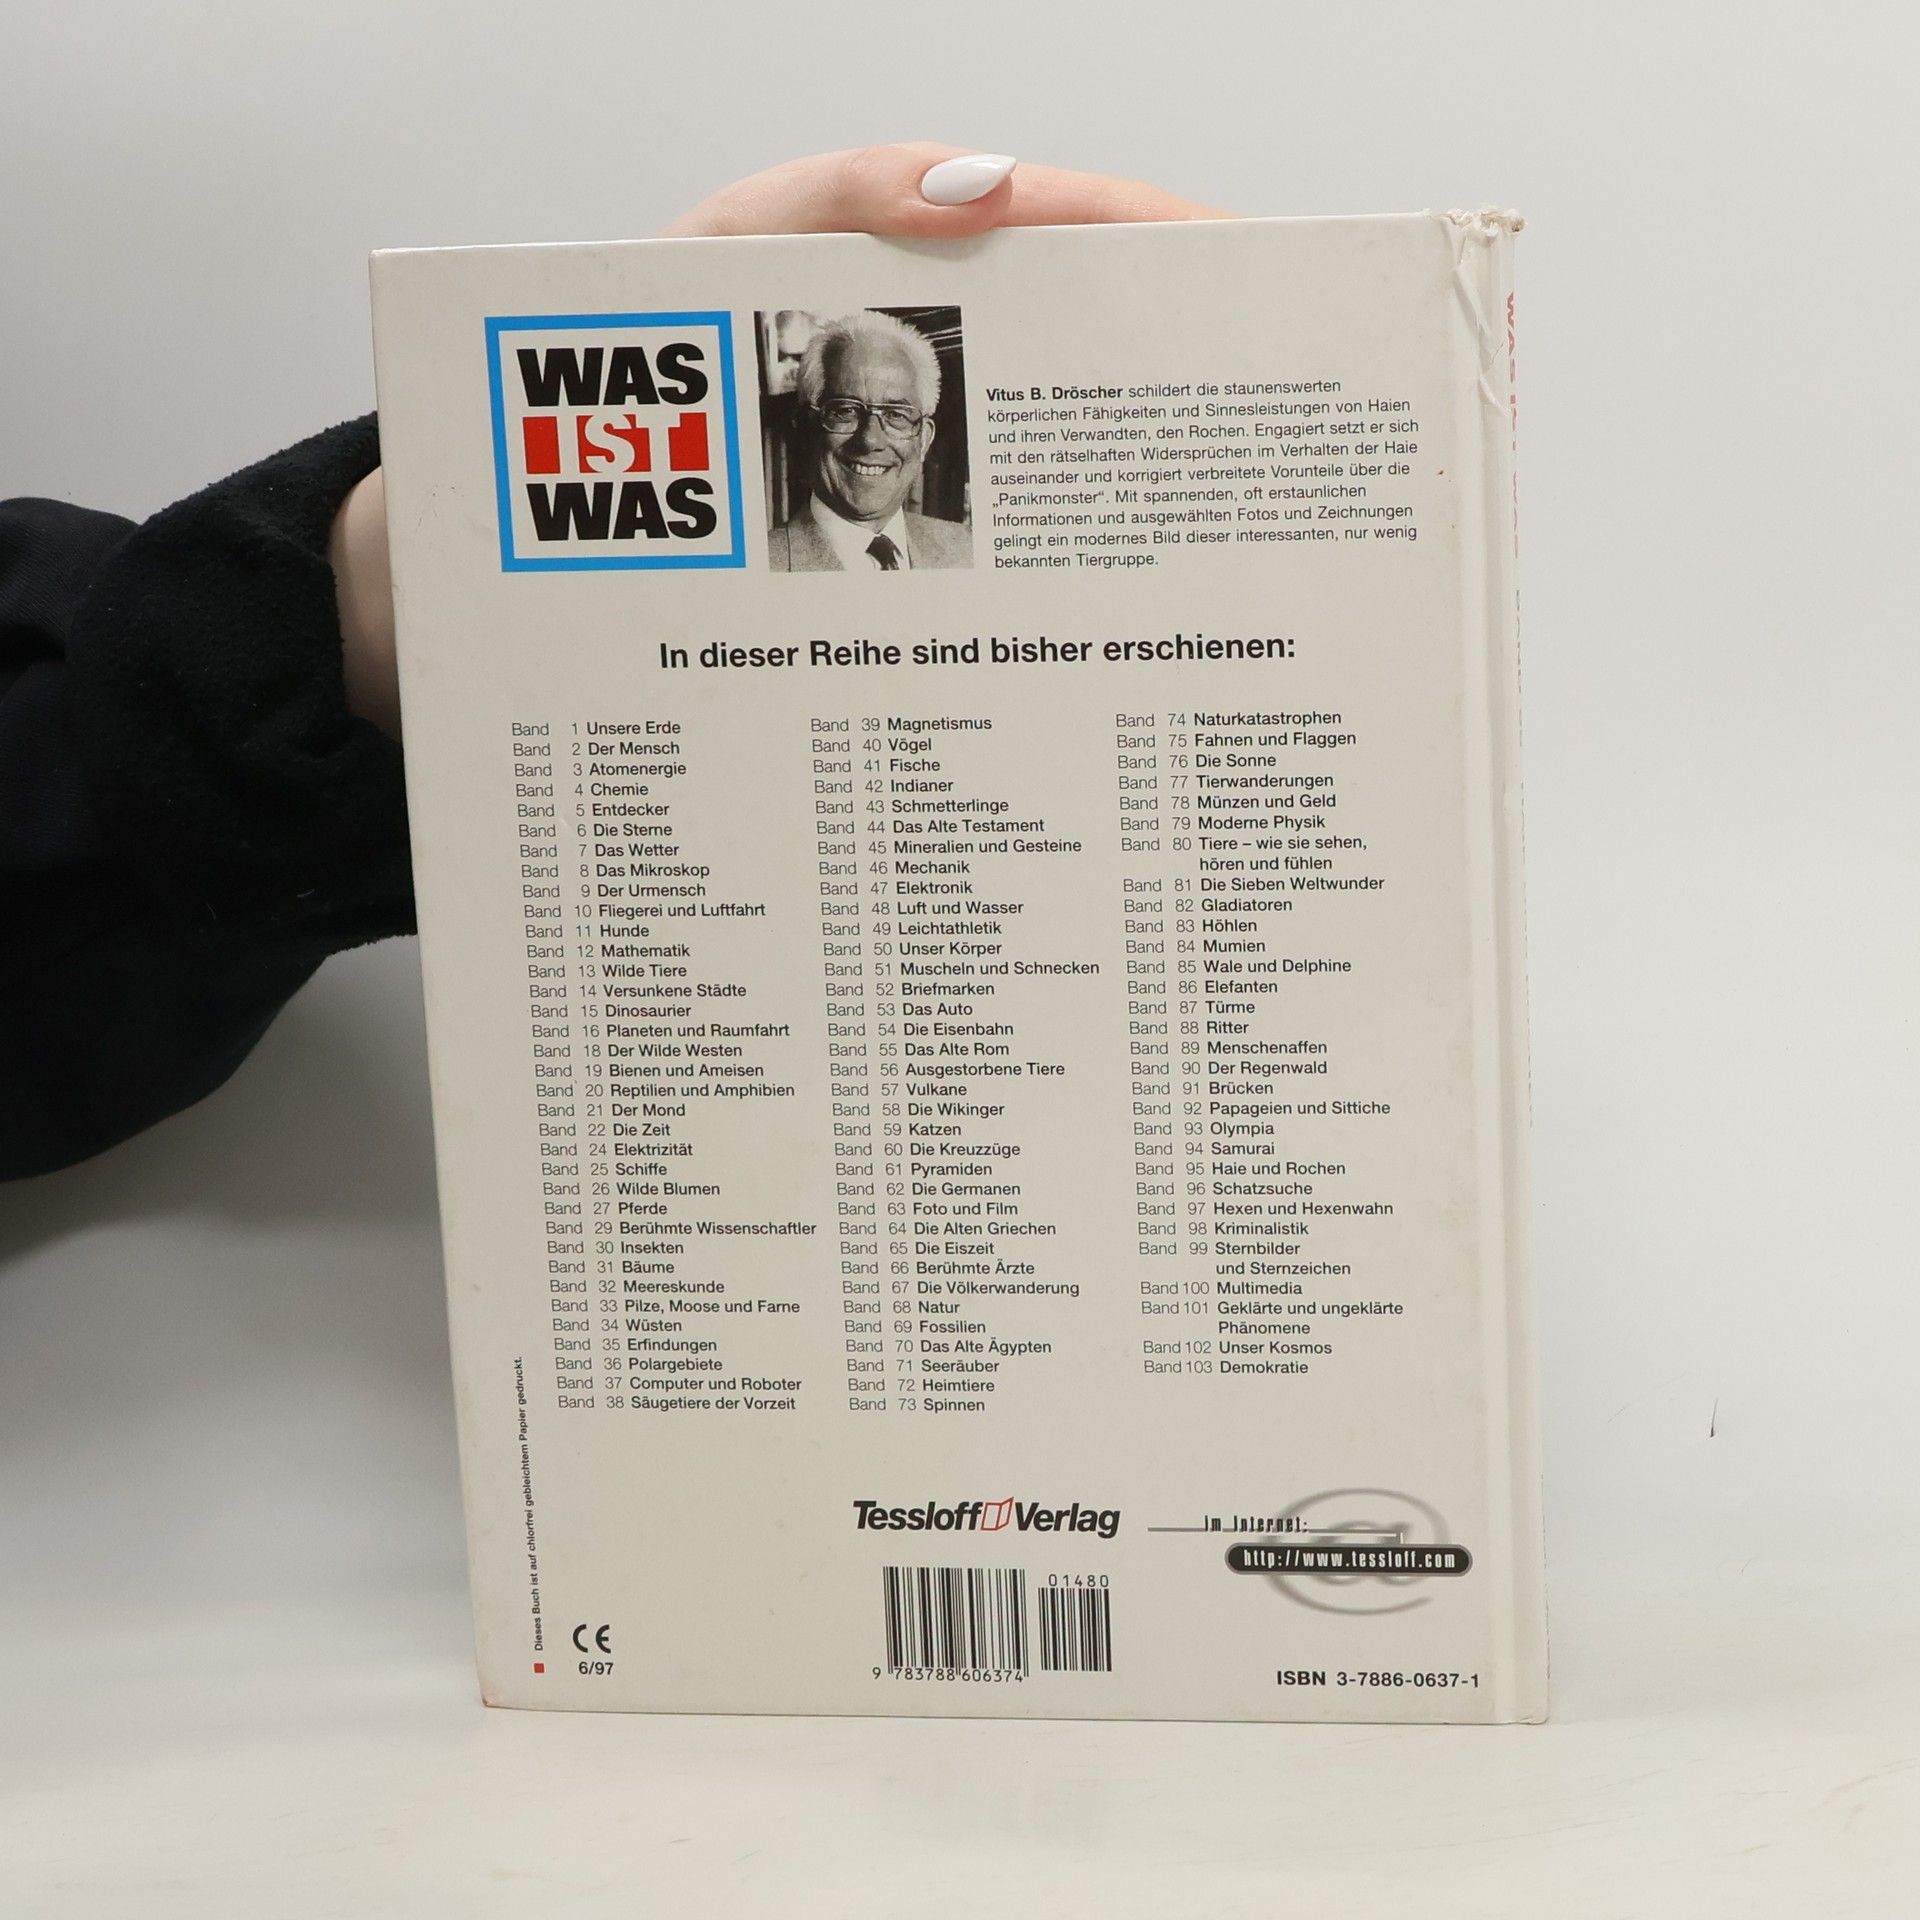 WAS
IST
WAS
Vitus B. Dröscher schildert die staunenswerten
körperlichen Fähigkeiten und Sinnesleistungen von Haien
und ihren Verwandten, den Rochen. Engagiert setzt er sich
mit den rätselhaften Widersprüchen im Verhalten der Haie
auseinander und korrigiert verbreitete Vorunteile über die
„Panikmonster“. Mit spannenden, oft erstaunlichen
Informationen und ausgewählten Fotos und Zeichnungen
gelingt ein modernes Bild dieser interessanten, nur wenig
bekannten Tiergruppe.
In dieser Reihe sind bisher erschienen:
Band 1 Unsere Erde
Band 2 Der Mensch
Band 3 Atomenergie
Band 4 Chemie
Band 5 Entdecker
Band 6 Die Sterne
Band 7 Das Wetter
Band 8 Das Mikroskop
Band 9 Der Urmensch
Band 10 Fliegerei und Luftfahrt
Band 11 Hunde
Band 12 Mathematik
Band 13 Wilde Tiere
Band 14 Versunkene Städte
Band 15 Dinosaurier
Band 16 Planeten und Raumfahrt
Band 18 Der Wilde Westen
Band 19 Bienen und Ameisen
Band 20 Reptilien und Amphibien
Band 21 Der Mond
Band 22 Die Zeit
Band 24 Elektrizität
Band 25 Schiffe
Band 26 Wilde Blumen
Band 27 Pferde
Band 29 Berühmte Wissenschaftler
Band 30 Insekten
Band 31 Bäume
Band 32 Meereskunde
Band 33 Pilze, Moose und Farne
Band 34 Wüsten
Band 35 Erfindungen
Band 36 Polargebiete
Band 37 Computer und Roboter
Band 38 Säugetiere der Vorzeit
Band 39 Magnetismus
Band 40 Vögel
Band 41 Fische
Band 42 Indianer
Band 43 Schmetterlinge
Band 44 Das Alte Testament
Band 45 Mineralien und Gesteine
Band 46 Mechanik
Band 47 Elektronik
Band 48 Luft und Wasser
Band 49 Leichtathletik
Band 50 Unser Körper
Band 51 Muscheln und Schnecken
Band 52 Briefmarken
Band 53 Das Auto
Band 54 Die Eisenbahn
Band 55 Das Alte Rom
Band 56 Ausgestorbene Tiere
Band 57 Vulkane
Band 58 Die Wikinger
Band 59 Katzen
Band 60 Die Kreuzzüge
Band 61 Pyramiden
Band 62 Die Germanen
Band 63 Foto und Film
Band 64 Die Alten Griechen
Band 65 Die Eiszeit
Band 66 Berühmte Ärzte
Band 67 Die Völkerwanderung
Band 68 Natur
Band 69 Fossilien
Band 70 Das Alte Ägypten
Band 71 Seeräuber
Band 72 Heimtiere
Band 73 Spinnen
Band 74 Naturkatastrophen
Band 75 Fahnen und Flaggen
Band 76 Die Sonne
Band 77 Tierwanderungen
Band 78 Münzen und Geld
Band 79 Moderne Physik
Band 80 Tiere – wie sie sehen,
hören und fühlen
Band 81 Die Sieben Weltwunder
Band 82 Gladiatoren
Band 83 Höhlen
Band 84 Mumien
Band 85 Wale und Delphine
Band 86 Elefanten
Band 87 Türme
Band 88 Ritter
Band 89 Menschenaffen
Band 90 Der Regenwald
Band 91 Brücken
Band 92 Papageien und Sittiche
Band 93 Olympia
Band 94 Samurai
Band 95 Haie und Rochen
Band 96 Schatzsuche
Band 97 Hexen und Hexenwahn
Band 98 Kriminalistik
Band 99 Sternbilder
und Sternzeichen
Band 100 Multimedia
Band 101 Geklärte und ungeklärte
Phänomene
Band 102 Unser Kosmos
Band 103 Demokratie
Dieses Buch ist auf chlorfrei gebleichtem Papier gedruckt.
Tessloff Verlag
im Internet:
http://www.tessloff.com
01480
9 783788 606374
CE
6/97
ISBN 3-7886-0637-1